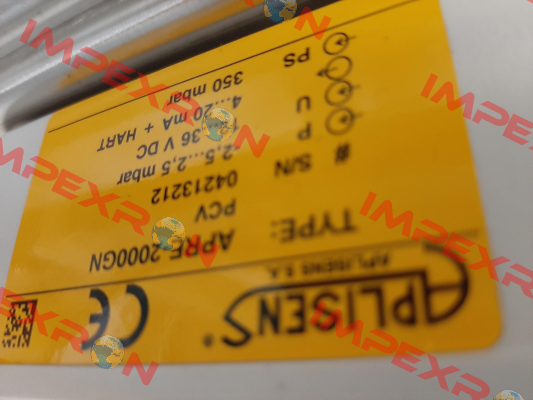 APLISENS ®
APLISENS S.A.
CE
TYPE: APRE-2000GN
PCV
S/N 04213212
# -2,5...2,5 mbar
P 36 V DC
U 4...20 mA + HART
PS 350 mbar
IMPEXRON
IMPEXRON
IMPEXRON
IMPEXRON
IMPEXRON
IMPEXRON